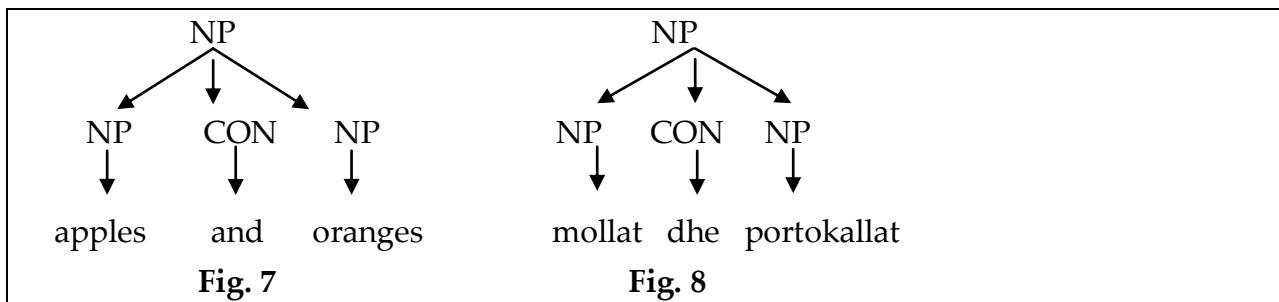 NP NP
NP CON NP NP CON NP
apples and oranges mollat dhe portokallat
Fig. 7 Fig. 8